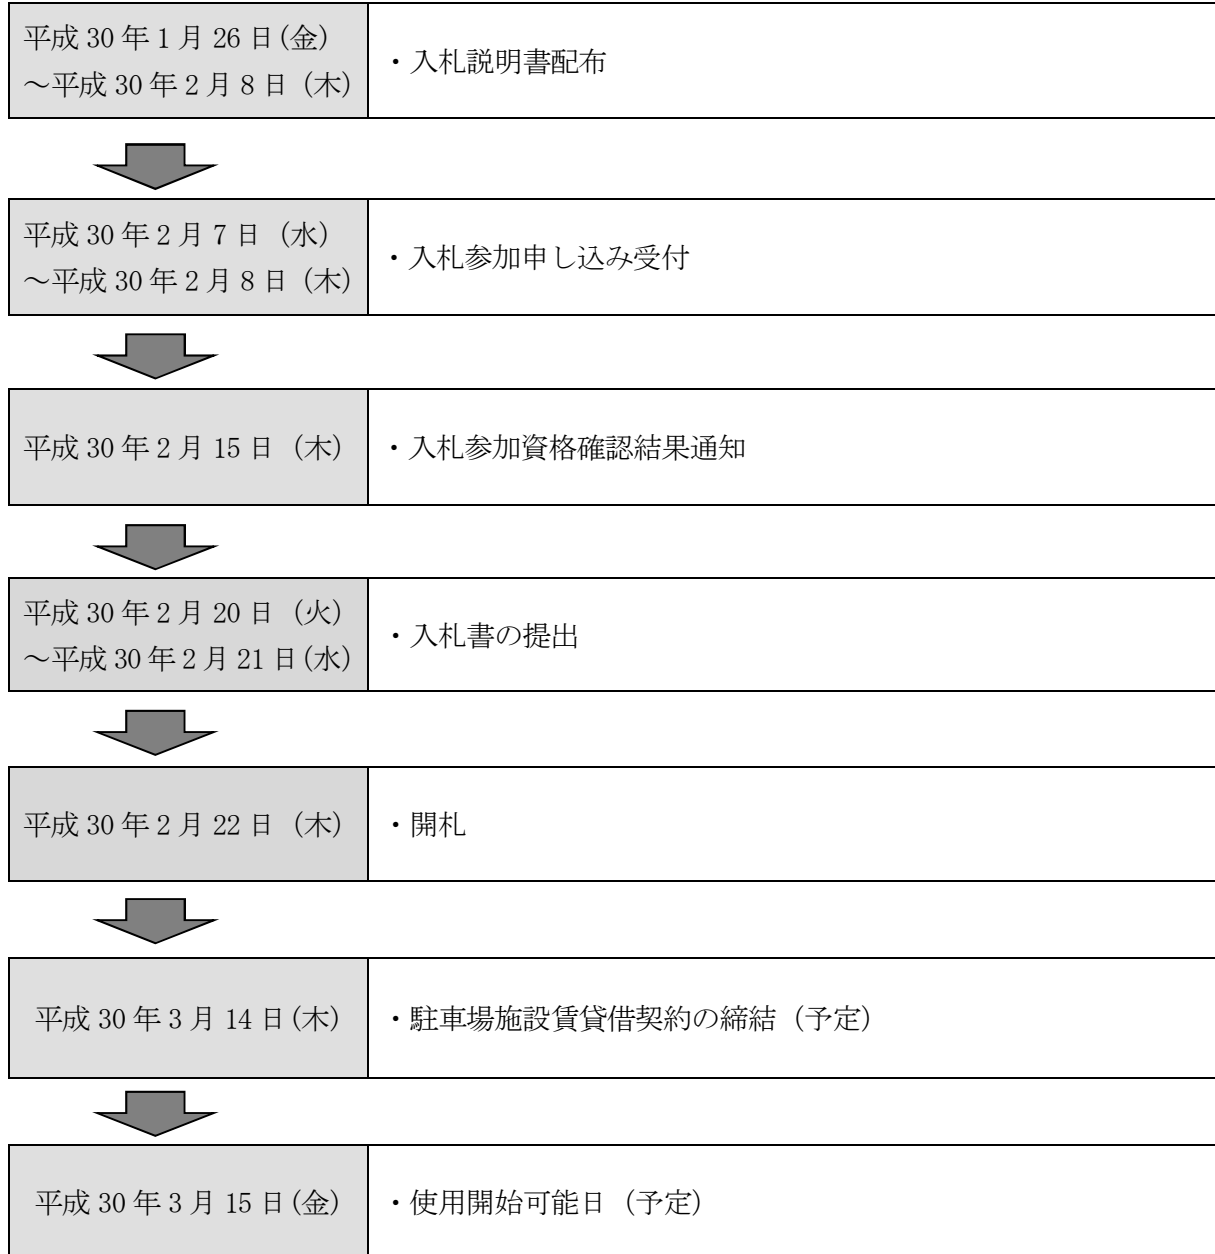 平成 30 年 1 月 26 日(金)
～平成 30 年 2 月 8 日（木）
・入札説明書配布
平成 30 年 2 月 7 日（水）
～平成 30 年 2 月 8 日（木）
・入札参加申し込み受付
平成 30 年 2 月 15 日（木）
・入札参加資格確認結果通知
平成 30 年 2 月 20 日（火）
～平成 30 年 2 月 21 日(水)
・入札書の提出
平成 30 年 2 月 22 日（木）
・開札
平成 30 年 3 月 14 日(木)
・駐車場施設賃貸借契約の締結（予定）
平成 30 年 3 月 15 日(金)
・使用開始可能日（予定）